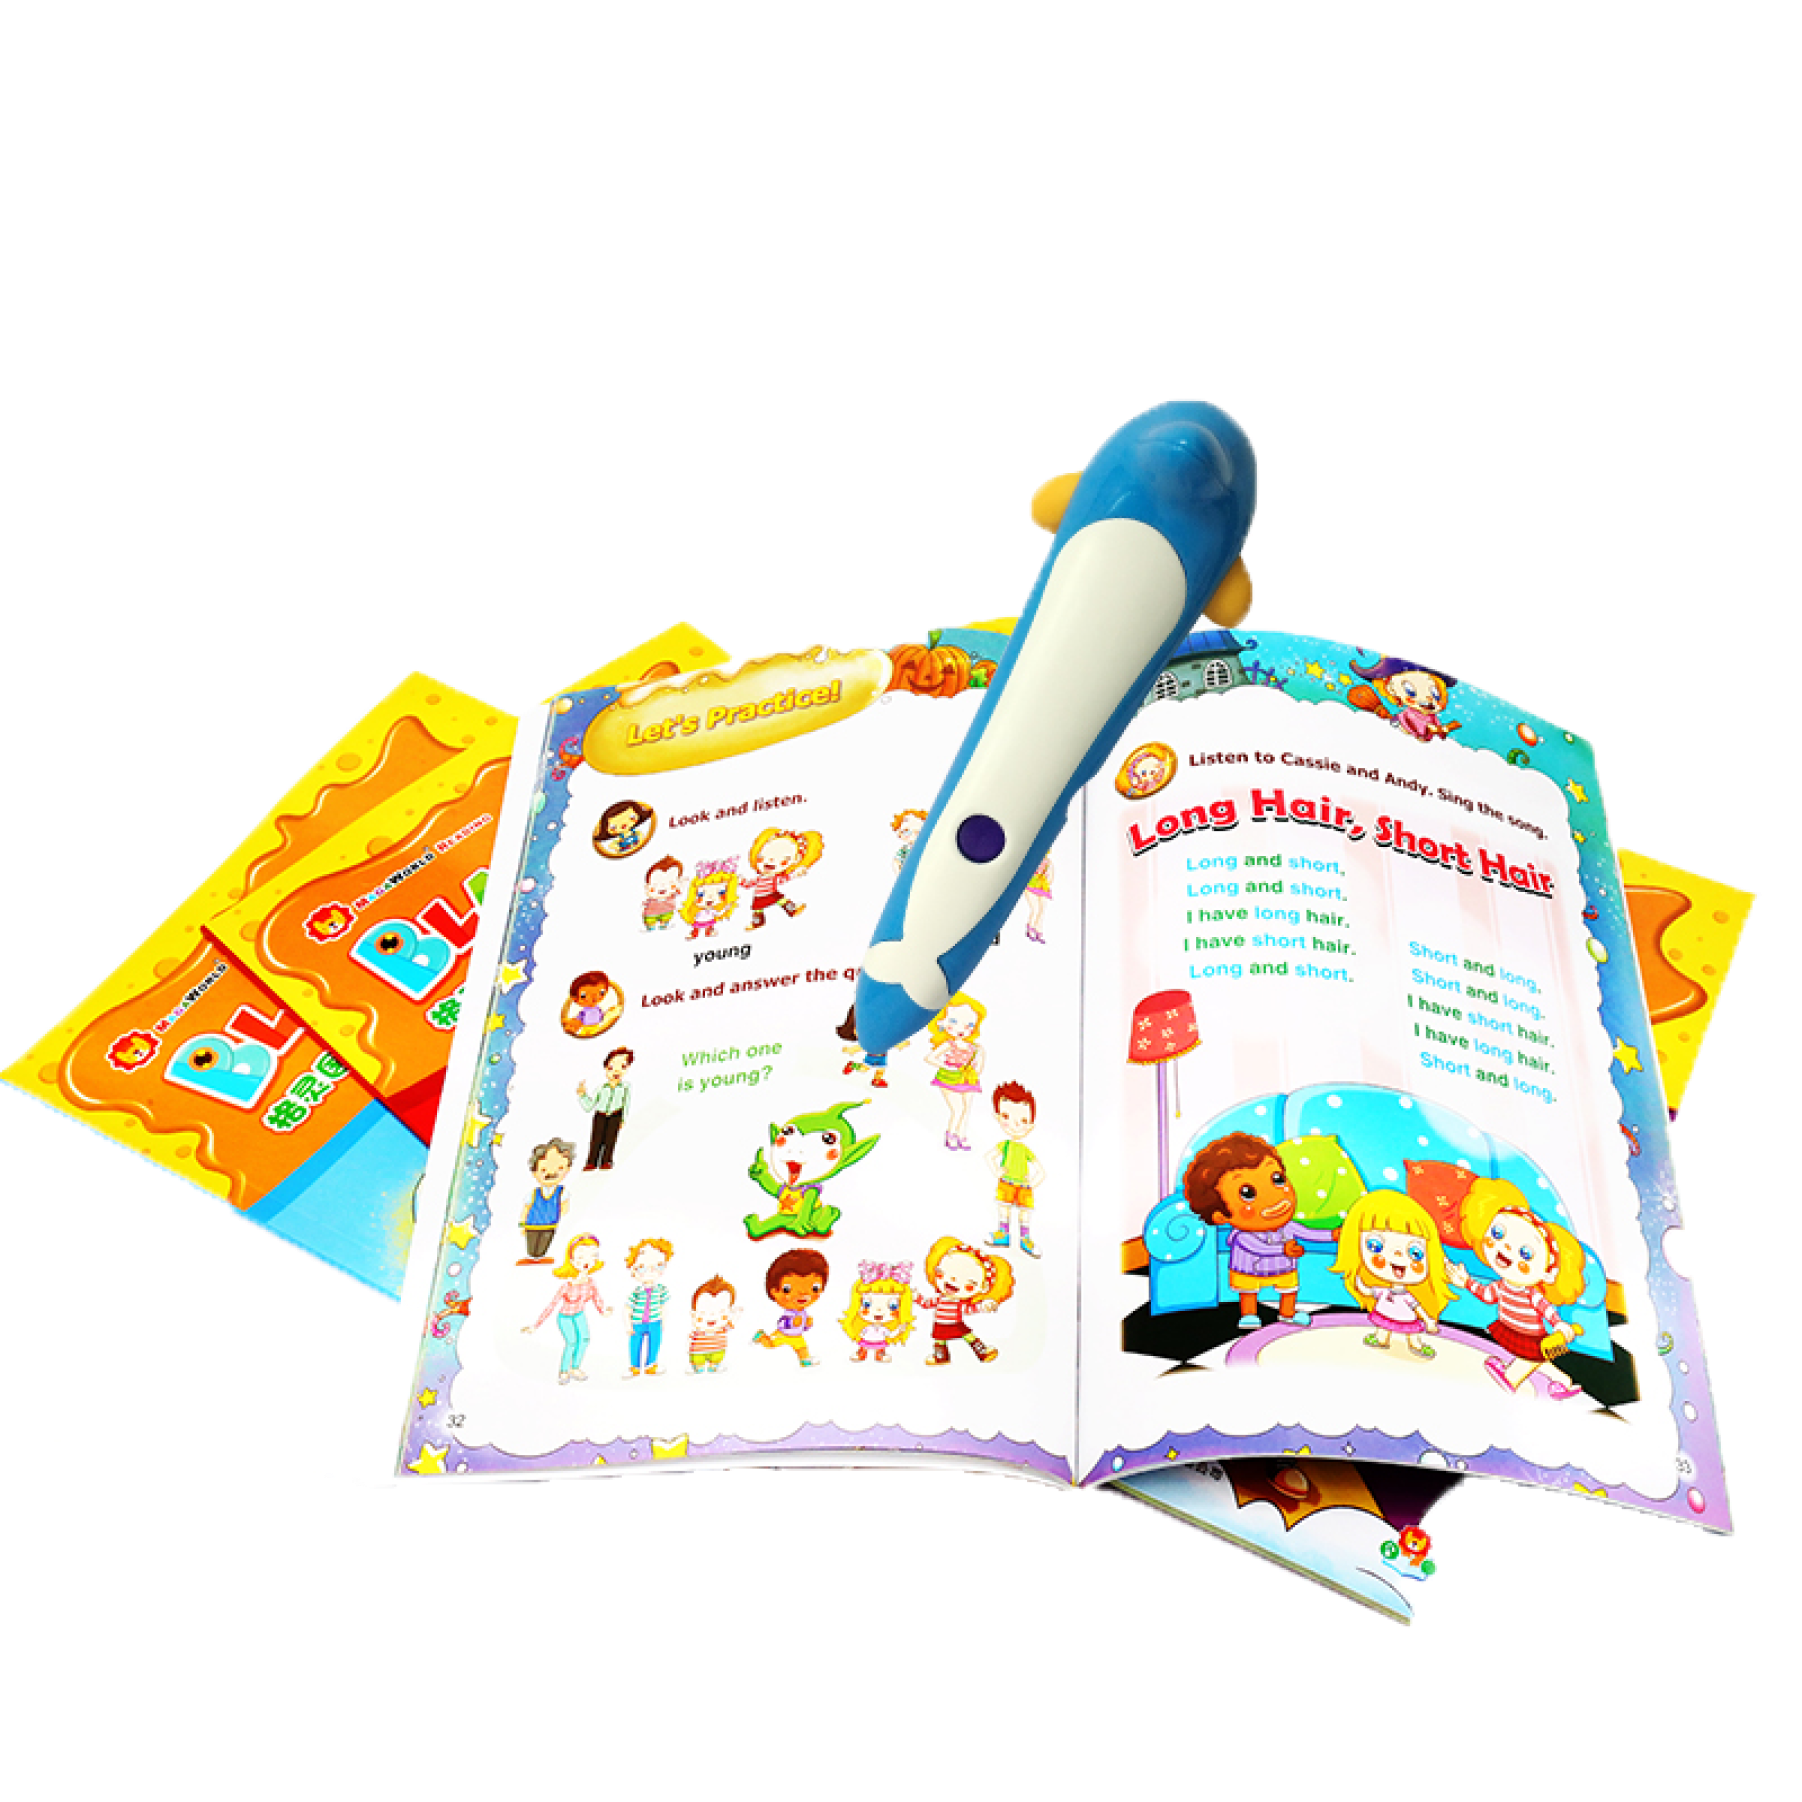 Let's Practice!
Look and listen.
young
Look and answer the
Which one
is young?
32
Listen to Cassie and Andy. Sing the song.
Long Hair, Short Hair
Long and short,
Long and short.
I have long hair.
I have short hair.
Long and short.
Short and long,
Short and long.
I have short hair.
I have long hair.
Short and long.
33
MEGAWORLD READING
MEGAWORLD